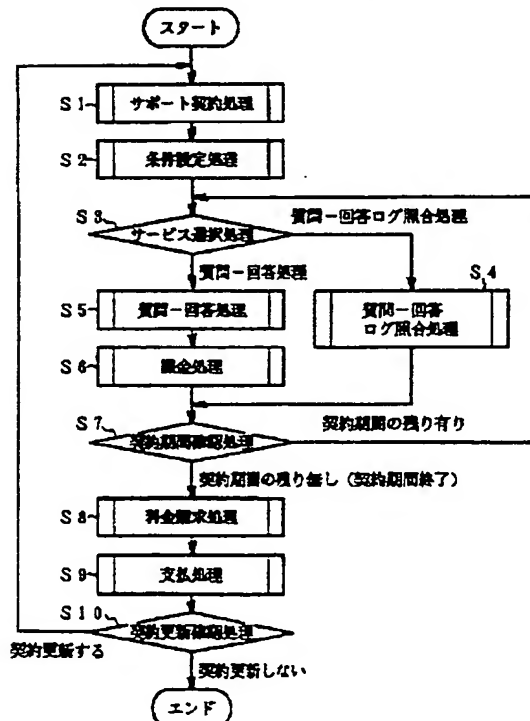 スタート
S1
サポート契約処理
S2
条件設定処理
S3
サービス選択処理
質問-回答ログ照合処理
質問-回答処理
S4
S5
質問-回答処理
質問-回答
ログ照合処理
S6
課金処理
S7
契約期間確認処理
契約期間の残り有り
契約期間の残り無し(契約期間終了)
S8
料金請求処理
S9
支払処理
S10
契約更新確認処理
契約更新する
契約更新しない
エンド